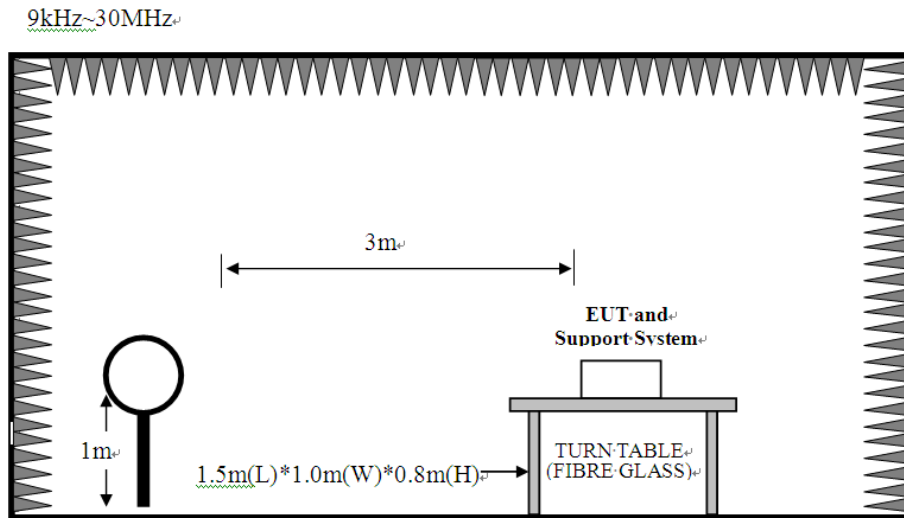 9kHz~30MHz
3m
EUT and
Support System
1m
TURN TABLE
(FIBRE GLASS)
1.5m(L)*1.0m(W)*0.8m(H)